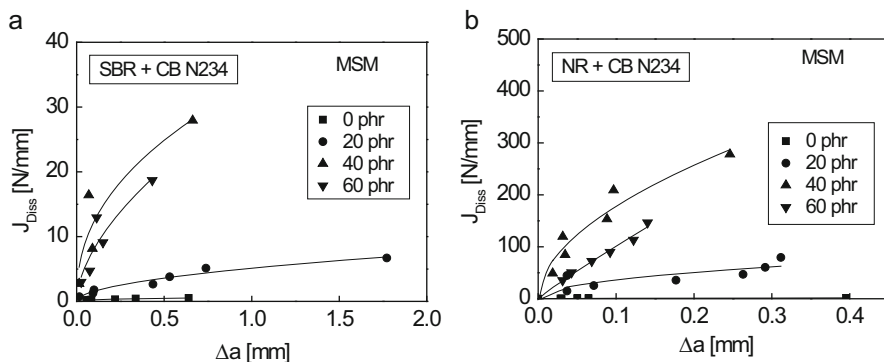 a
SBR + CB N234
MSM
0 phr
20 phr
40 phr
60 phr
J_Diss [N/mm]
40
30
20
10
0
0.0 0.5 1.0 1.5 2.0
Δa [mm]
b
NR + CB N234
MSM
0 phr
20 phr
40 phr
60 phr
J_Diss [N/mm]
500
400
300
200
100
0
0.0 0.1 0.2 0.3 0.4
Δa [mm]